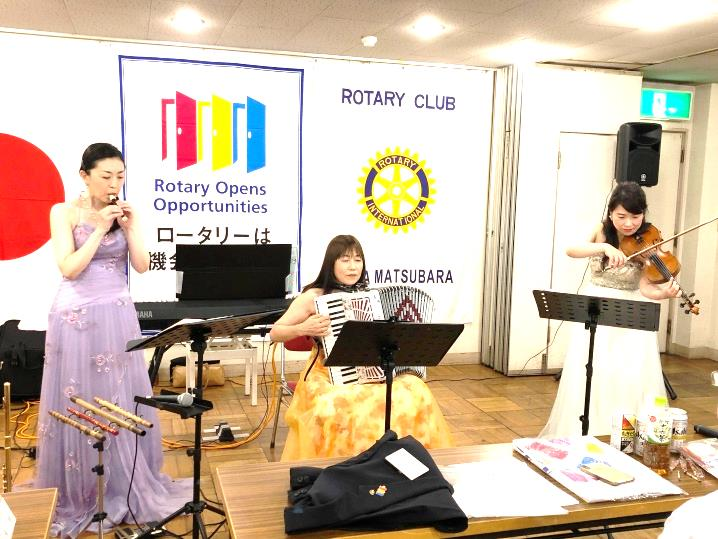 Rotary Opens
Opportunities
ロータリーは
機会
ROTARY CLUB
ROTARY
INTERNATIONAL
A MATSUBARA
YAMAHA